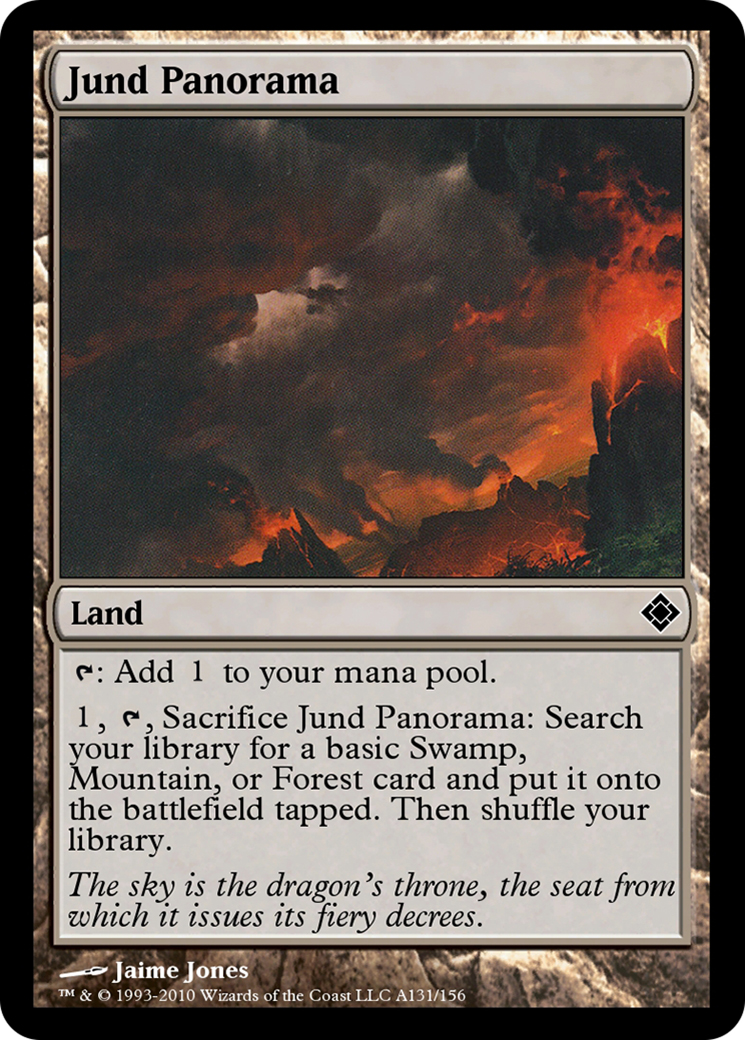 Jund Panorama
Land
: Add 1 to your mana pool.
1, , Sacrifice Jund Panorama: Search
your library for a basic Swamp,
Mountain, or Forest card and put it onto
the battlefield tapped. Then shuffle your
library.
The sky is the dragon's throne, the seat from
which it issues its fiery decrees.
Jaime Jones
™ & © 1993-2010 Wizards of the Coast LLC A131/156